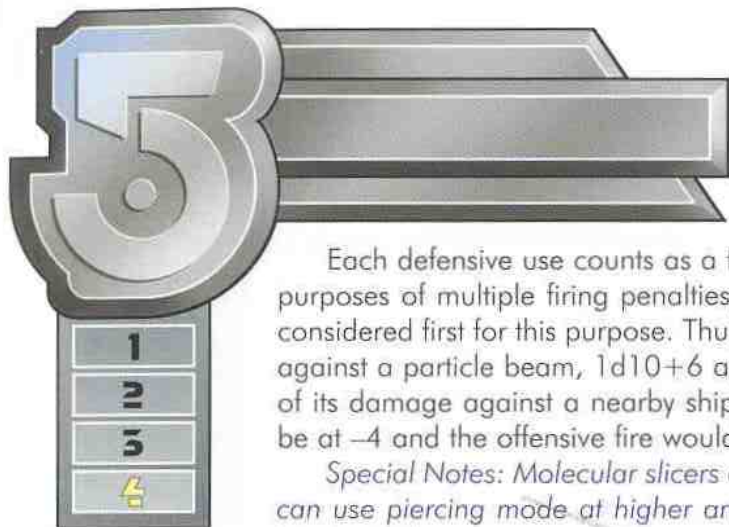 5
Each defensive use counts as a
purposes of multiple firing penalties
considered first for this purpose. Thu
against a particle beam, 1d10+6 a
of its damage against a nearby ship
be at –4 and the offensive fire would
Special Notes: Molecular slicers
can use piercing mode at higher
1
2
3
4